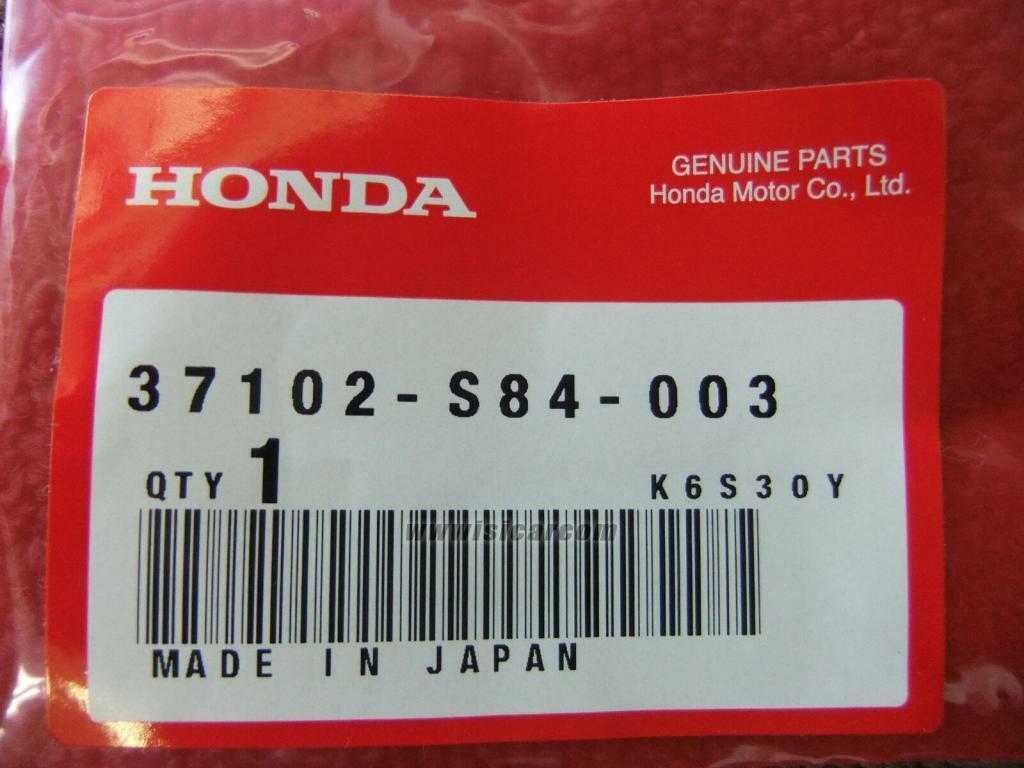 HONDA
GENUINE PARTS
Honda Motor Co., Ltd.
37102-S84-003
QTY 1 K6S30Y
www.isicar.com
MADE IN JAPAN